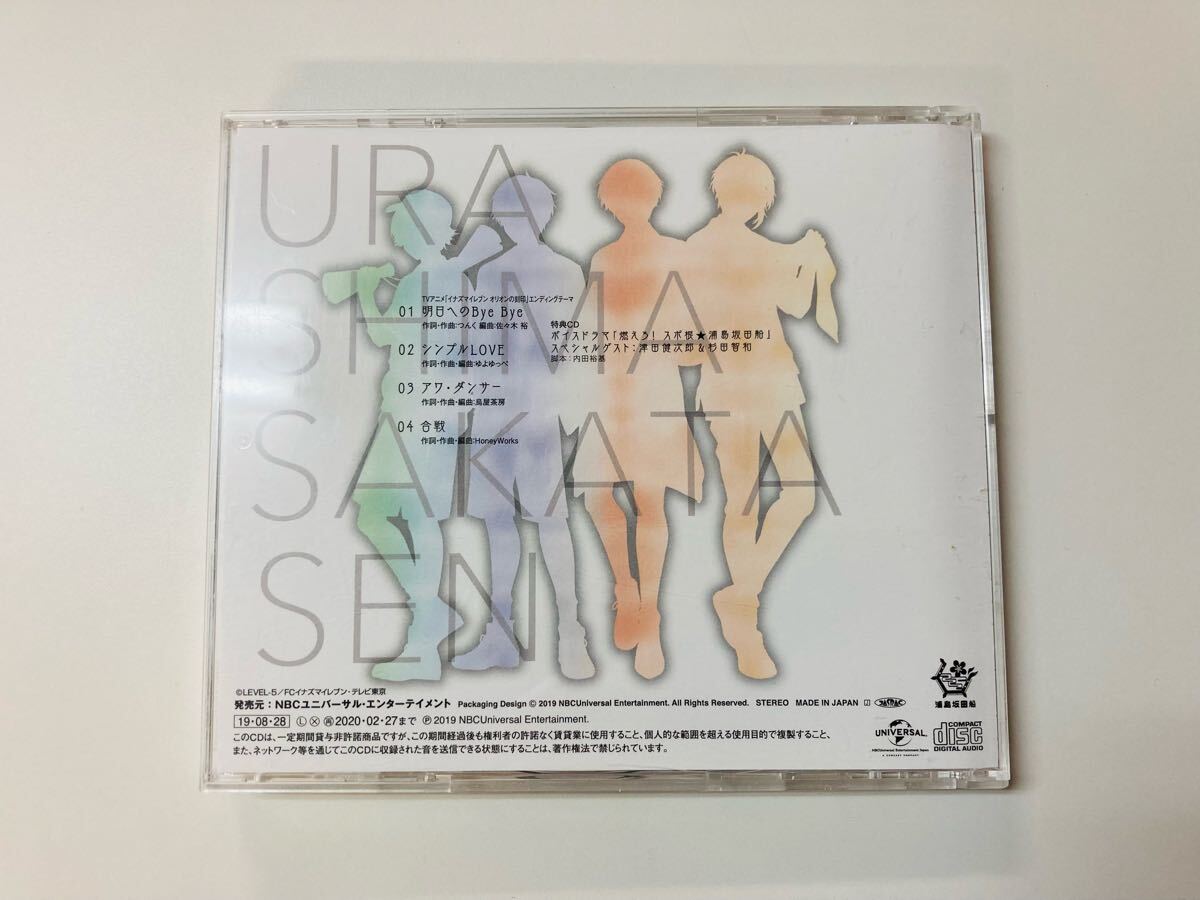 URA
SHIMA
SAKATA
SEN
TVアニメ「イナズマイレブン オリオンの刻印」エンディングテーマ
01 明日へのBye Bye
作詞・作曲:つんく 編曲:佐々木 裕
02 シンプルLOVE
作詞・作曲・編曲:ゆよゆっぺ
03 アワ・ダンサー
作詞・作曲・編曲:鳥屋茶房
04 合戦
作詞・作曲・編曲:HoneyWorks
特典CD
ボイスドラマ「燃えろ! スポ根★浦島坂田船」
スペシャルゲスト:津田健次郎&杉田智和
脚本:内田裕基
©LEVEL-5/FCイナズマイレブン・テレビ東京
発売元:NBCユニバーサル・エンターテイメント Packaging Design © 2019 NBCUniversal Entertainment. All Rights Reserved. STEREO MADE IN JAPAN
19・08・28 Ⓛ 2020・02・27まで Ⓟ 2019 NBCUniversal Entertainment.
このCDは、一定期間貸与非許諾商品ですが、この期間経過後も権利者の許諾なく賃貸業に使用すること、個人的な範囲を超える使用目的で複製すること、
また、ネットワーク等を通じてこのCDに収録された音を送信できる状態にすることは、著作権法で禁じられています。
浦島坂田船
UNIVERSAL
NBCUniversal Entertainment Japan
A COMCAST COMPANY
COMPACT
disc
DIGITAL AUDIO